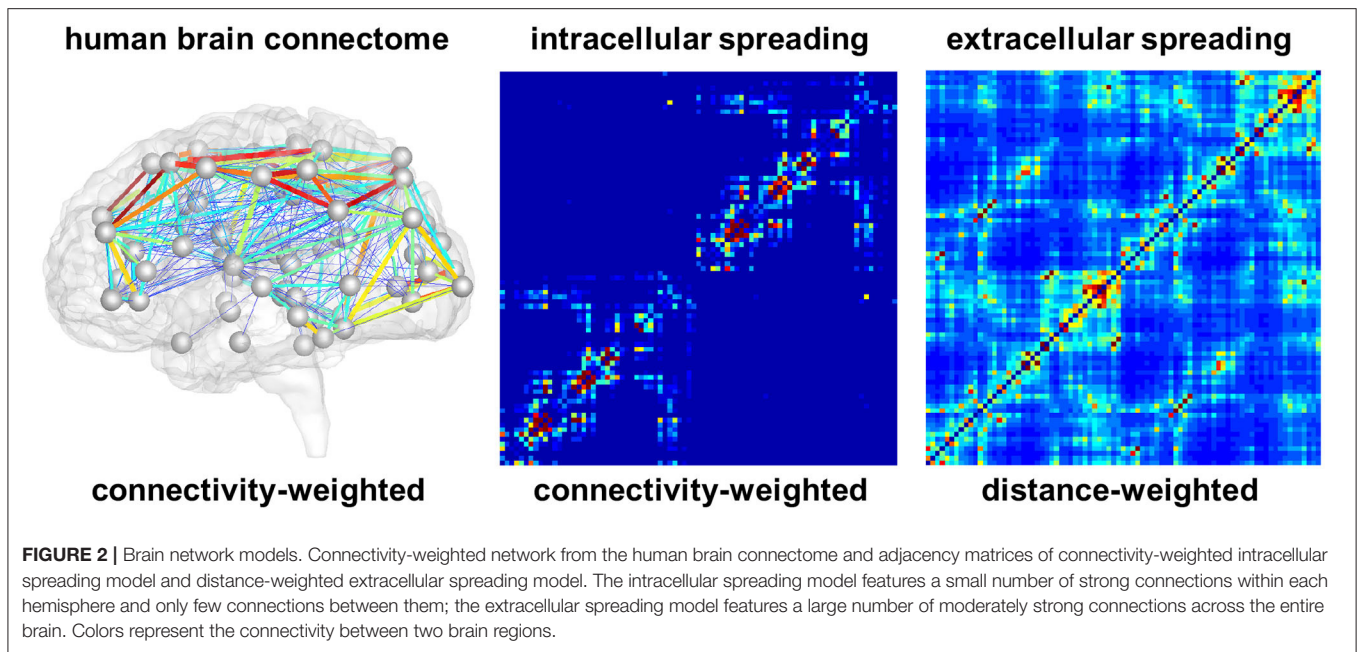 human brain connectome
intracellular spreading
extracellular spreading
connectivity-weighted
connectivity-weighted
distance-weighted
FIGURE 2 | Brain network models. Connectivity-weighted network from the human brain connectome and adjacency matrices of connectivity-weighted intracellular
spreading model and distance-weighted extracellular spreading model. The intracellular spreading model features a small number of strong connections within each
hemisphere and only few connections between them; the extracellular spreading model features a large number of moderately strong connections across the entire
brain. Colors represent the connectivity between two brain regions.